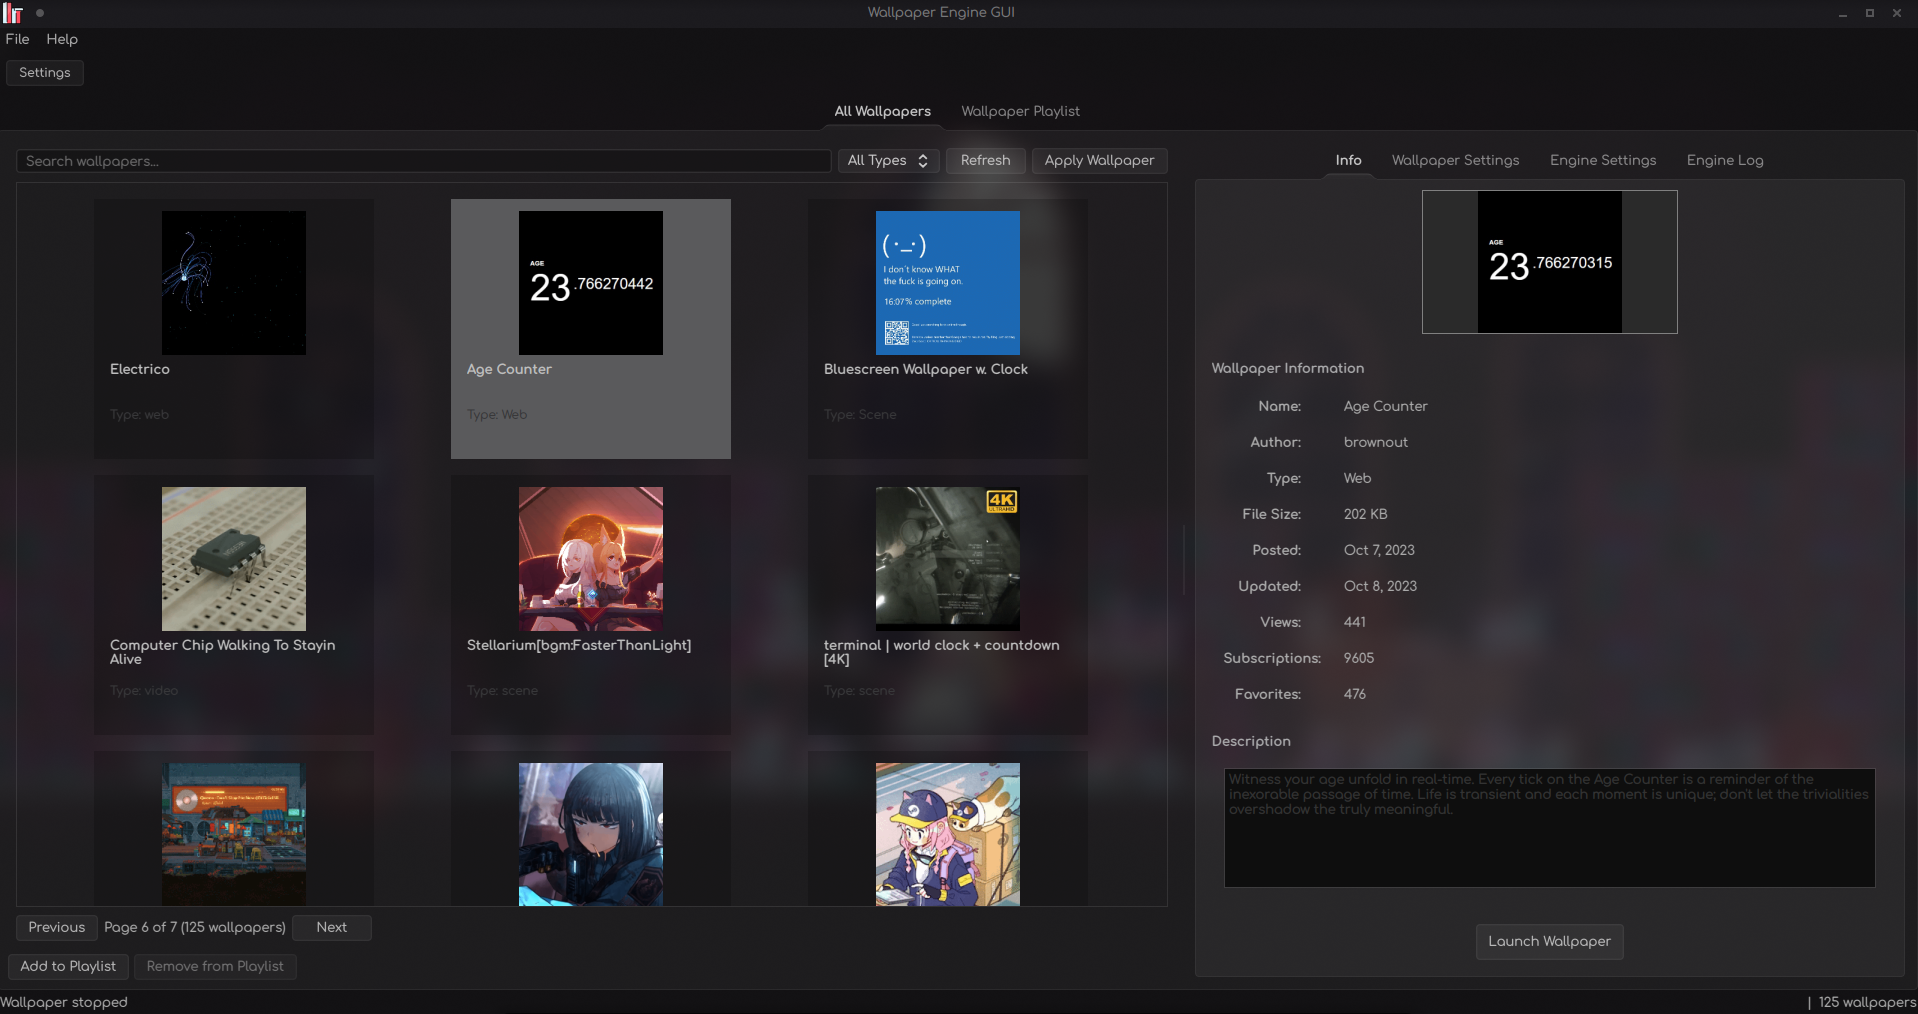 Wallpaper Engine GUI
File Help
Settings
All Wallpapers Wallpaper Playlist
Search wallpapers...
All Types
Refresh
Apply Wallpaper
Electrico
Type: web
AGE
23.766270442
Age Counter
Type: Web
I don't know WHAT
the fuck is going on.
16:07% complete
Bluescreen Wallpaper w. Clock
Type: Scene
Computer Chip Walking To Stayin
Alive
Type: video
Stellarium[bgm:FasterThanLight]
Type: scene
4K
ULTRAHD
terminal | world clock + countdown
[4K]
Type: scene
Previous
Page 6 of 7 (125 wallpapers)
Next
Add to Playlist
Remove from Playlist
Wallpaper stopped
Info Wallpaper Settings Engine Settings Engine Log
AGE
23.766270315
Wallpaper Information
Name: Age Counter
Author: brownout
Type: Web
File Size: 202 KB
Posted: Oct 7, 2023
Updated: Oct 8, 2023
Views: 441
Subscriptions: 9605
Favorites: 476
Description
Witness your age unfold in real-time. Every tick on the Age Counter is a reminder of the
inexorable passage of time. Life is transient and each moment is unique; don't let the trivialities
overshadow the truly meaningful.
Launch Wallpaper
| 125 wallpapers